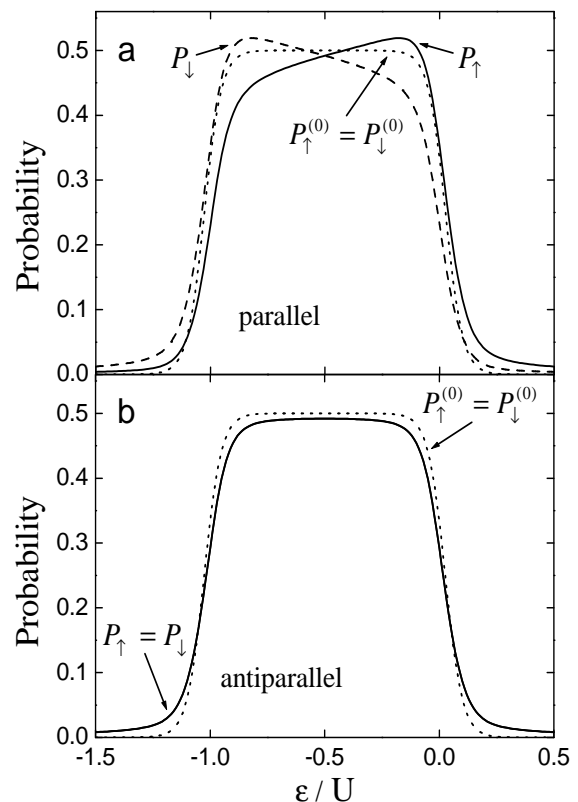 a
P↓
P↑
P↑(0) = P↓(0)
parallel
Probability
0.5
0.4
0.3
0.2
0.1
0.0
b
P↑(0) = P↓(0)
P↑ = P↓
antiparallel
Probability
0.5
0.4
0.3
0.2
0.1
0.0
-1.5 -1.0 -0.5 0.0 0.5
ε / U